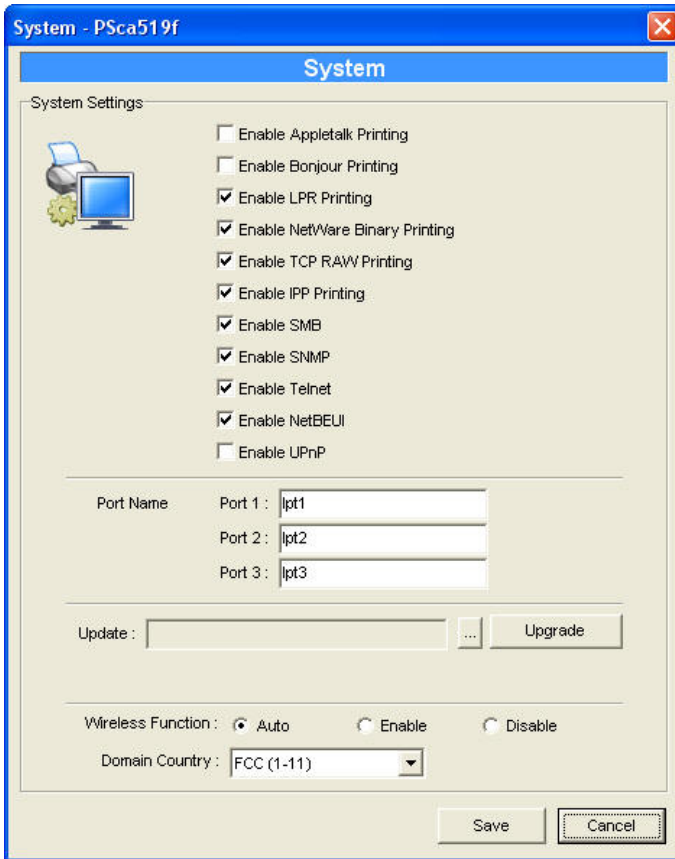 System - PSca519f
System
System Settings
Enable Appletalk Printing
Enable Bonjour Printing
Enable LPR Printing
Enable NetWare Binary Printing
Enable TCP RAW Printing
Enable IPP Printing
Enable SMB
Enable SNMP
Enable Telnet
Enable NetBEUI
Enable UPnP
Port Name Port 1 : lpt1
Port 2 : lpt2
Port 3 : lpt3
Update : ... Upgrade
Wireless Function : Auto Enable Disable
Domain Country : FCC (1-11)
Save Cancel